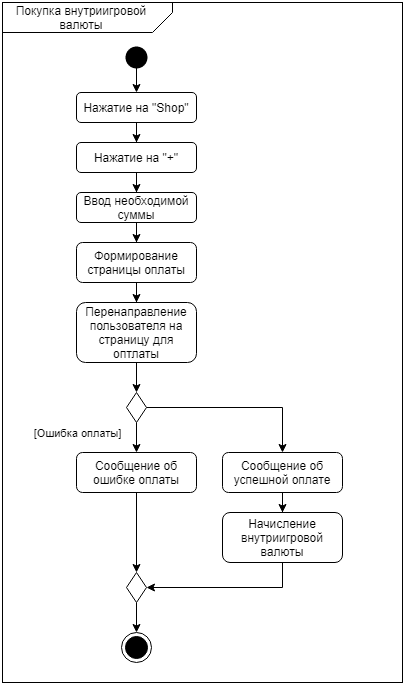 Покупка внутриигровой
валюты
Нажатие на "Shop"
Нажатие на "+"
Ввод необходимой
суммы
Формирование
страницы оплаты
Перенаправление
пользователя на
страницу для
оптлаты
[Ошибка оплаты]
Сообщение об
ошибке оплаты
Сообщение об
успешной оплате
Начисление
внутриигровой
валюты